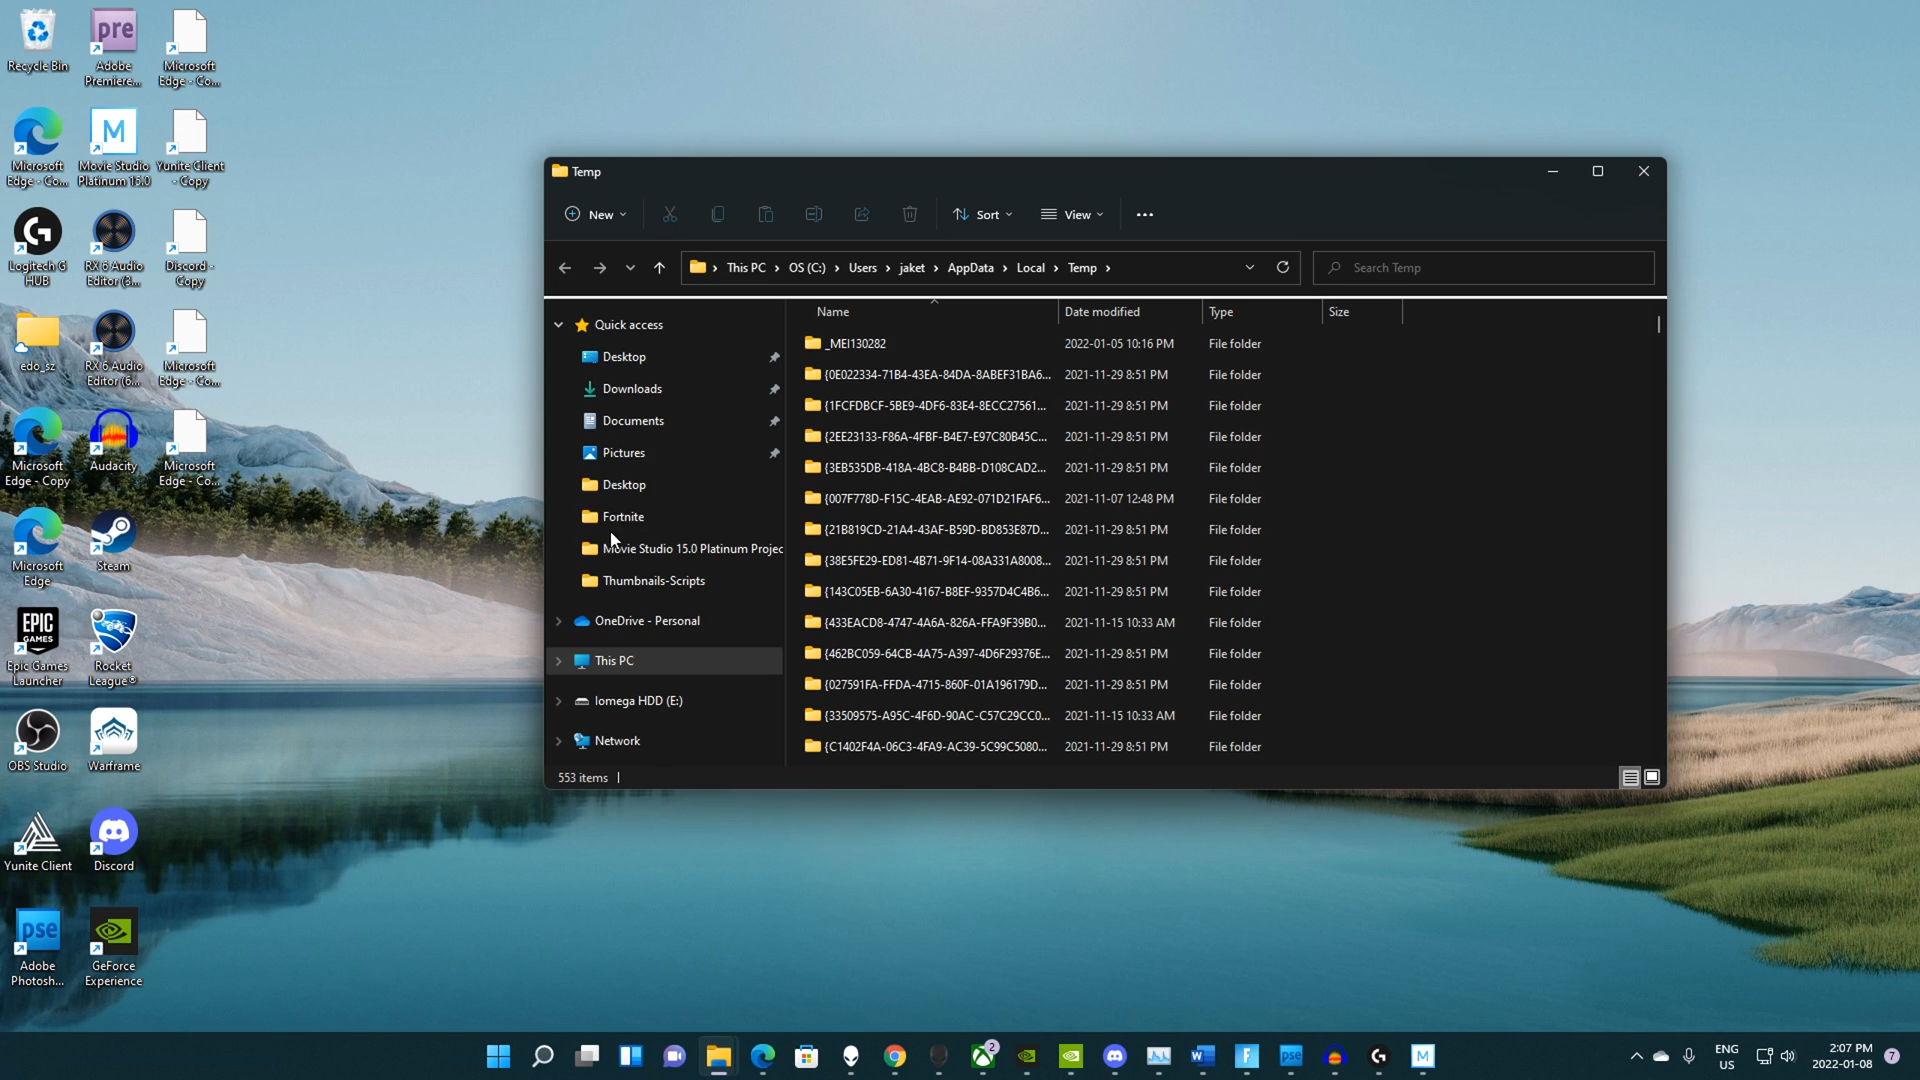 Recycle Bin
Adobe
Premiere...
Microsoft
Edge - Co...
Microsoft
Edge - Co...
Movie Studio
Platinum 15.0
Yunite Client
- Copy
Logitech G
HUB
RX 6 Audio
Editor (3...
Discord -
Copy
edo_sz
RX 6 Audio
Editor (6...
Microsoft
Edge - Co...
Microsoft
Edge - Copy
Audacity
Microsoft
Edge - Co...
Microsoft
Edge
Steam
EPIC
GAMES
Epic Games
Launcher
Rocket
League®
OBS Studio
Warframe
Yunite Client
Discord
Adobe
Photosh...
GeForce
Experience
pre
M
pse
Temp
New
Sort
View
This PC
OS (C:)
Users
jaket
AppData
Local
Temp
Search Temp
Quick access
Desktop
Downloads
Documents
Pictures
Desktop
Fortnite
Movie Studio 15.0 Platinum Projec
Thumbnails-Scripts
OneDrive - Personal
This PC
Iomega HDD (E:)
Network
Name Date modified Type Size
_MEI130282 2022-01-05 10:16 PM File folder
{0E022334-71B4-43EA-84DA-8ABEF31BA6... 2021-11-29 8:51 PM File folder
{1FCFDBCF-5BE9-4DF6-83E4-8ECC27561... 2021-11-29 8:51 PM File folder
{2EE23133-F86A-4FBF-B4E7-E97C80B45C... 2021-11-29 8:51 PM File folder
{3EB535DB-418A-4BC8-B4BB-D108CAD2... 2021-11-29 8:51 PM File folder
{007F778D-F15C-4EAB-AE92-071D21FAF6... 2021-11-07 12:48 PM File folder
{21B819CD-21A4-43AF-B59D-BD853E87D... 2021-11-29 8:51 PM File folder
{38E5FE29-ED81-4B71-9F14-08A331A8008... 2021-11-29 8:51 PM File folder
{143C05EB-6A30-4167-B8EF-9357D4C4B6... 2021-11-29 8:51 PM File folder
{433EACD8-4747-4A6A-826A-FFA9F39B0... 2021-11-15 10:33 AM File folder
{462BC059-64CB-4A75-A397-4D6F29376E... 2021-11-29 8:51 PM File folder
{027591FA-FFDA-4715-860F-01A196179D... 2021-11-29 8:51 PM File folder
{33509575-A95C-4F6D-90AC-C57C29CC0... 2021-11-15 10:33 AM File folder
{C1402F4A-06C3-4FA9-AC39-5C99C5080... 2021-11-29 8:51 PM File folder
553 items
2
W
F
pse
M
ENG
US
2:07 PM
2022-01-08
7